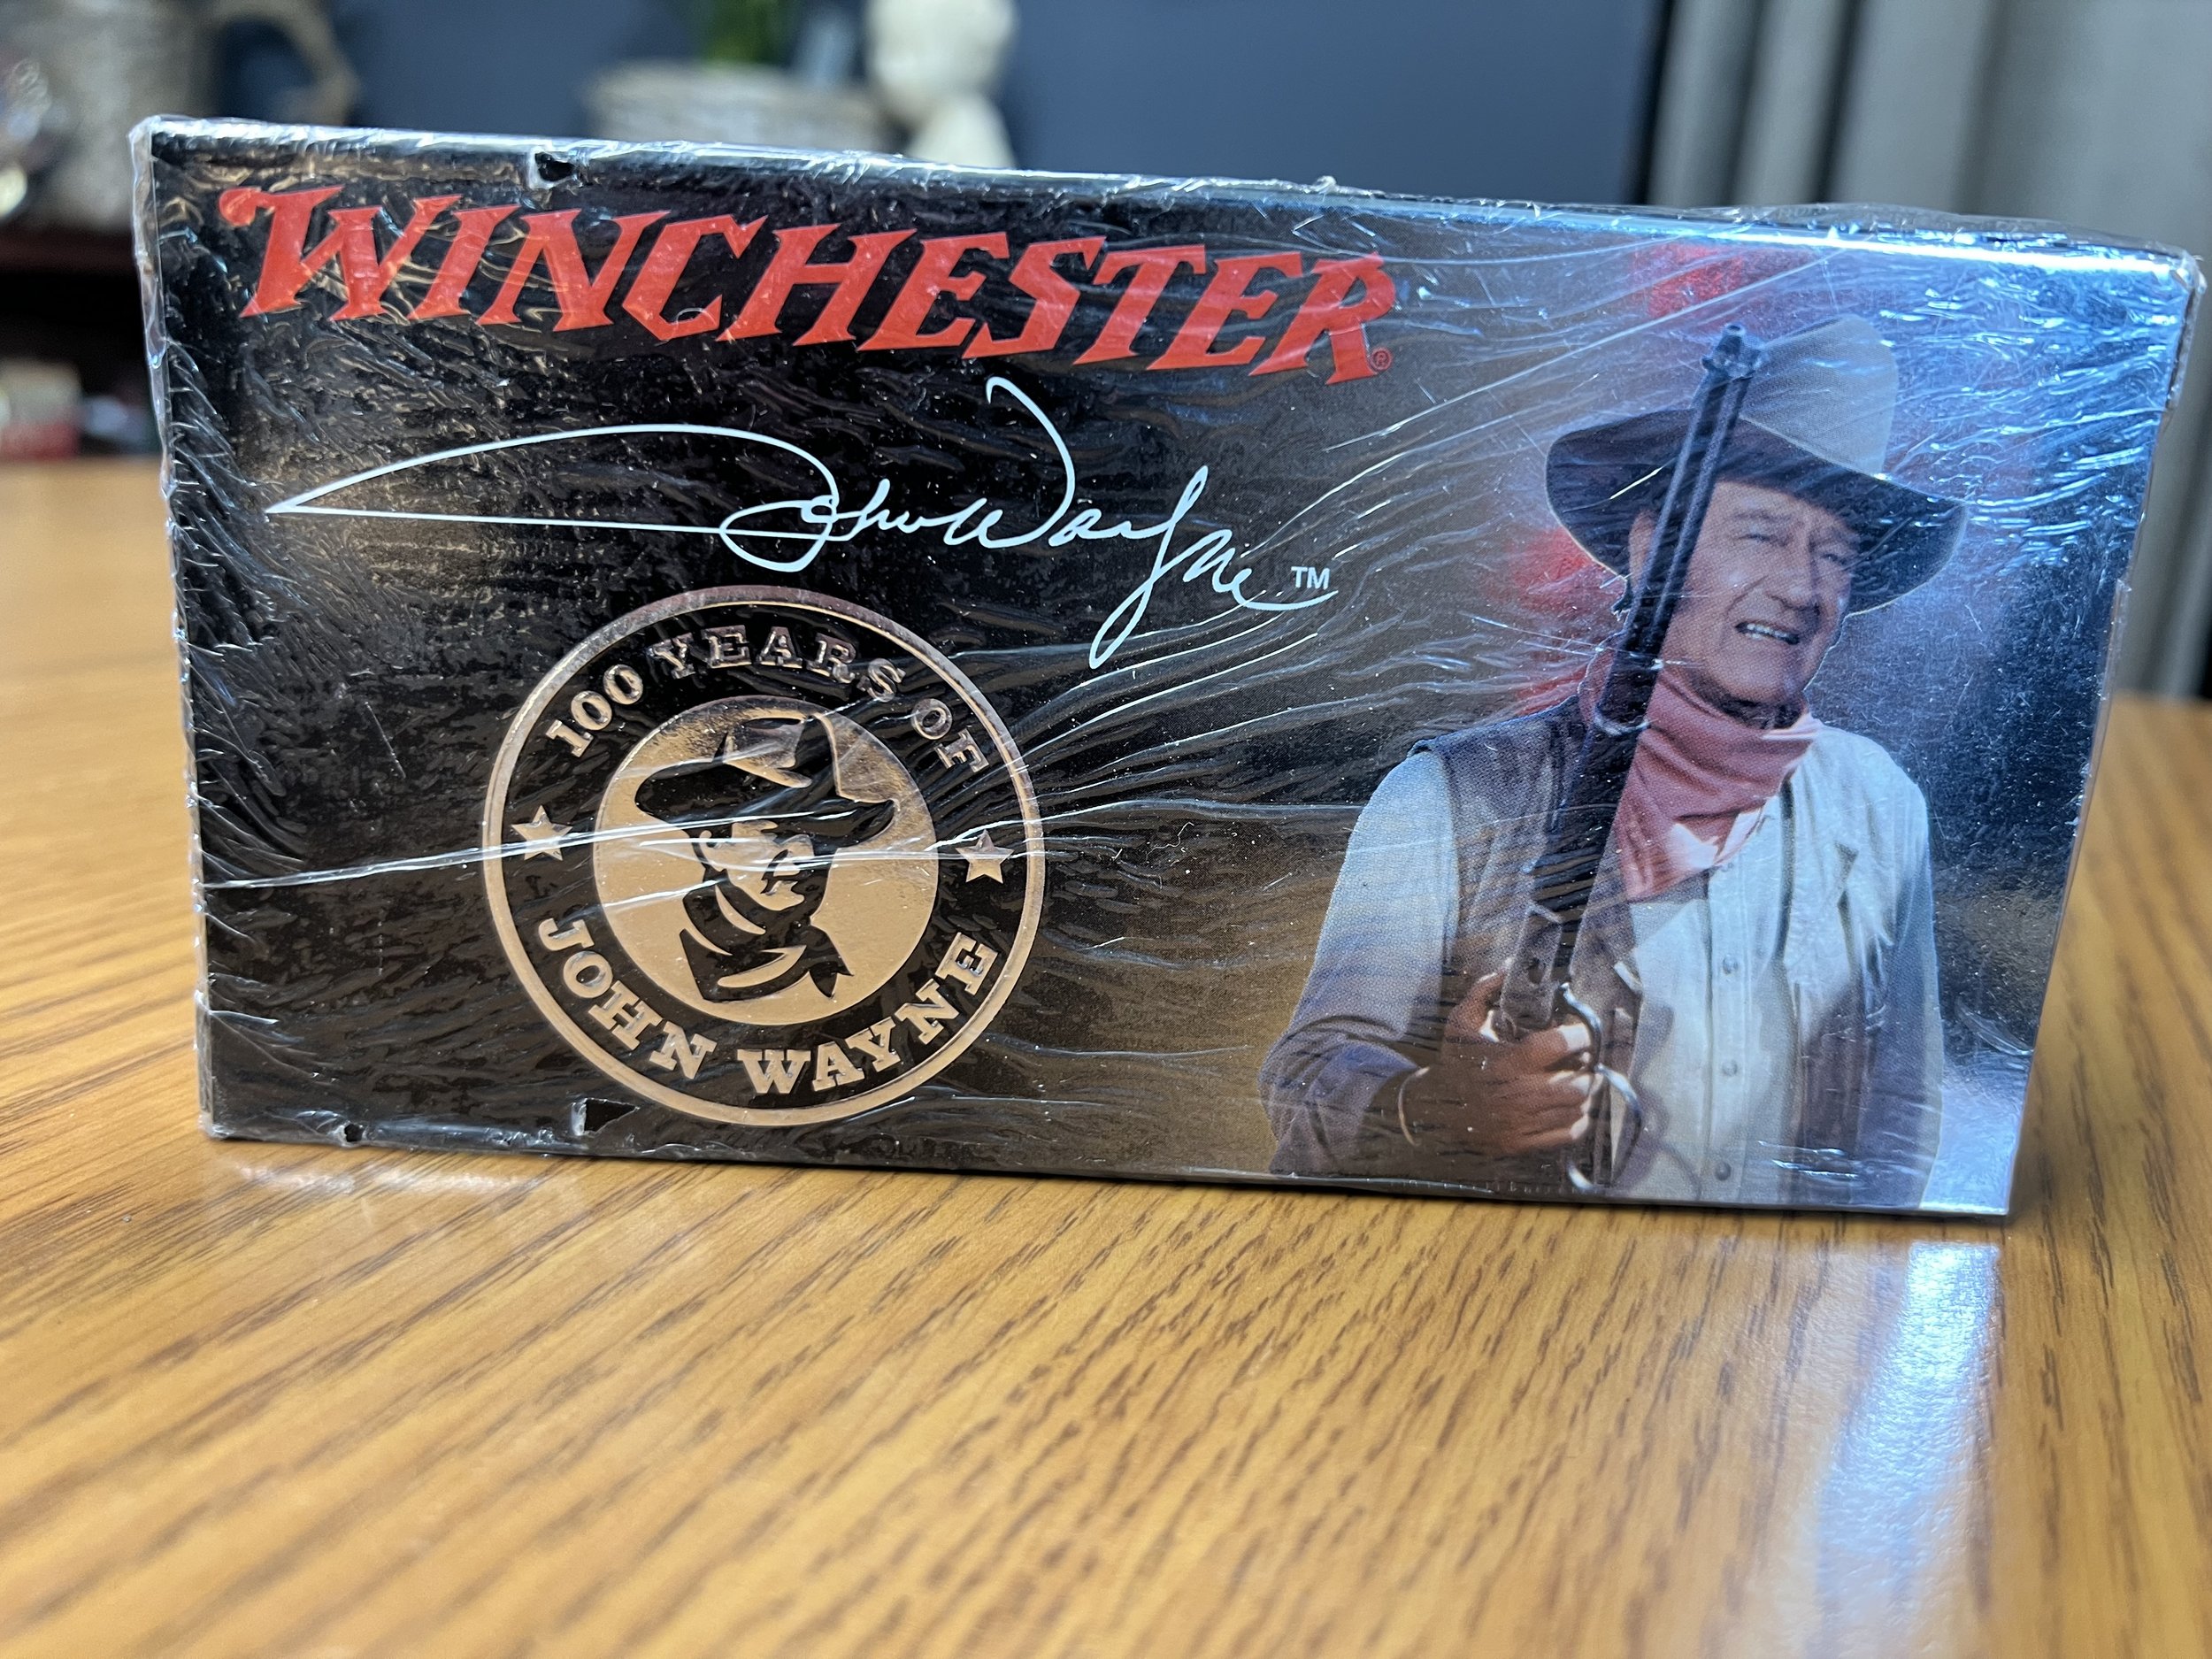 WINCHESTER®
John Wayne™
100 YEARS OF
JOHN WAYNE